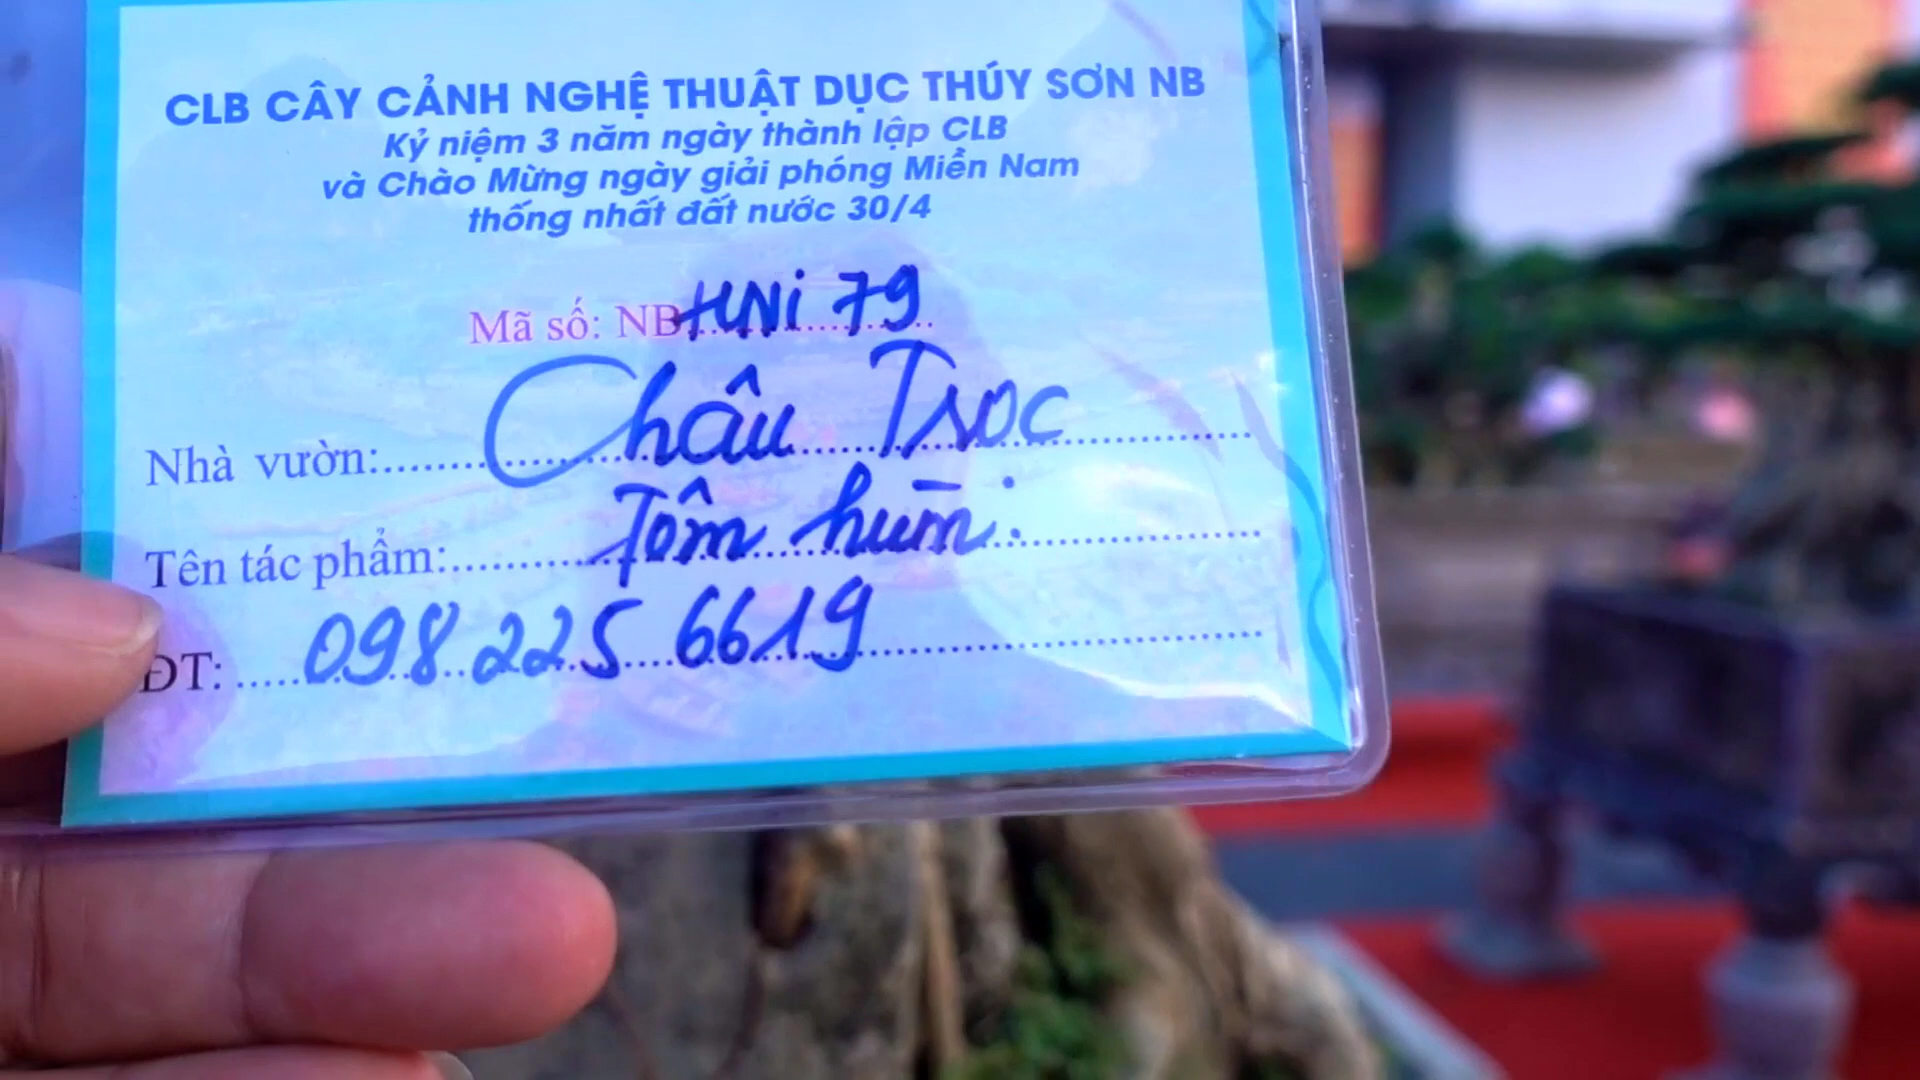 CLB CÂY CẢNH NGHỆ THUẬT DỤC THÚY SƠN NB
Kỷ niệm 3 năm ngày thành lập CLB
và Chào Mừng ngày giải phóng Miền Nam
thống nhất đất nước 30/4
Mã số: NB HNi 79
Nhà vườn: Châu Trọc
Tên tác phẩm: Tôm hùm
ĐT: 098 225 6619